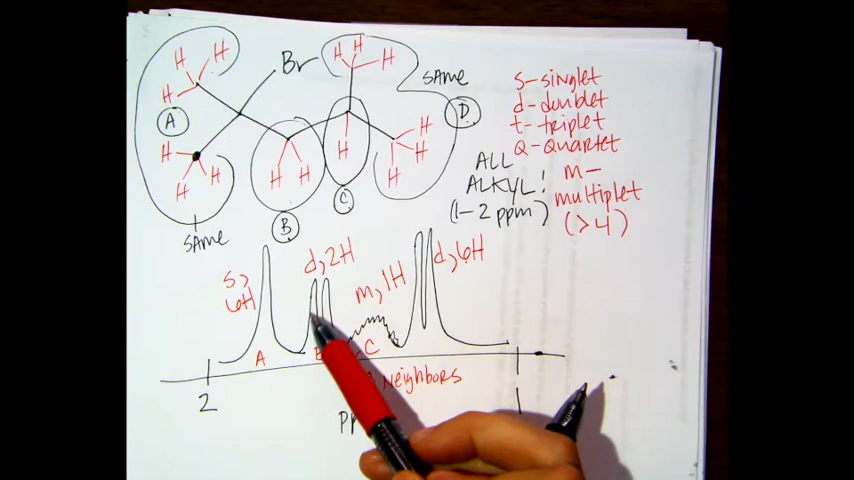 H H Br H H H
H
A SAME D
H H H H
H H H H H H
ALL
ALKYL!
(1-2 ppm)
SAME B C
S-singlet
d-doublet
t-triplet
Q-Quartet
m-
multiplet
(>4)
s,
6H
d,2H
m,1H
d,6H
A C
Neighbors
2